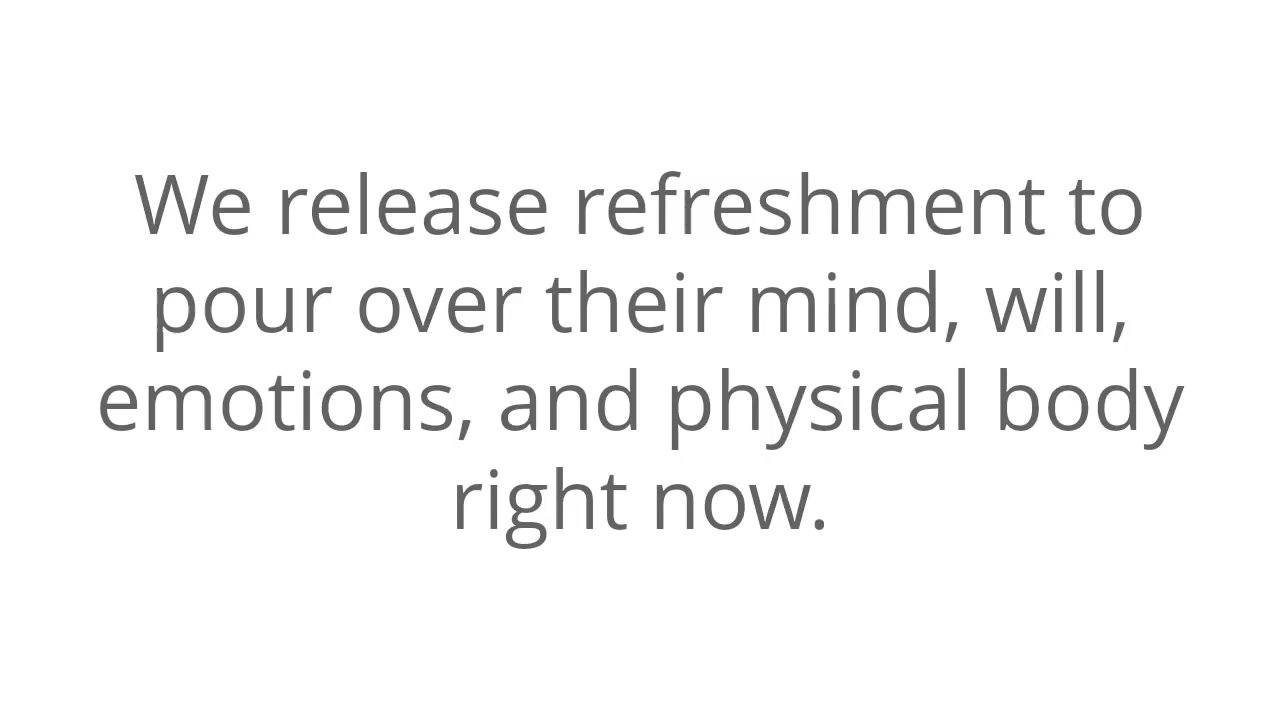 We release refreshment to
pour over their mind, will,
emotions, and physical body
right now.